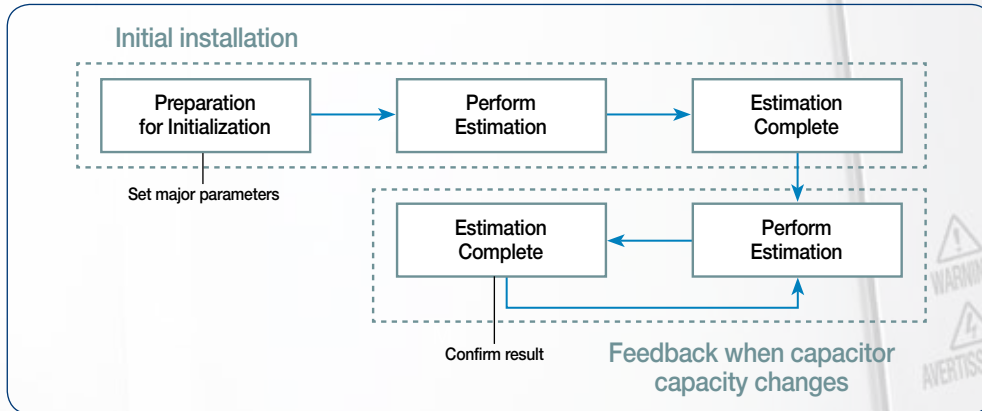 Initial installation
Preparation
for Initialization
Perform
Estimation
Estimation
Complete
Set major parameters
Estimation
Complete
Perform
Estimation
Confirm result
Feedback when capacitor
capacity changes